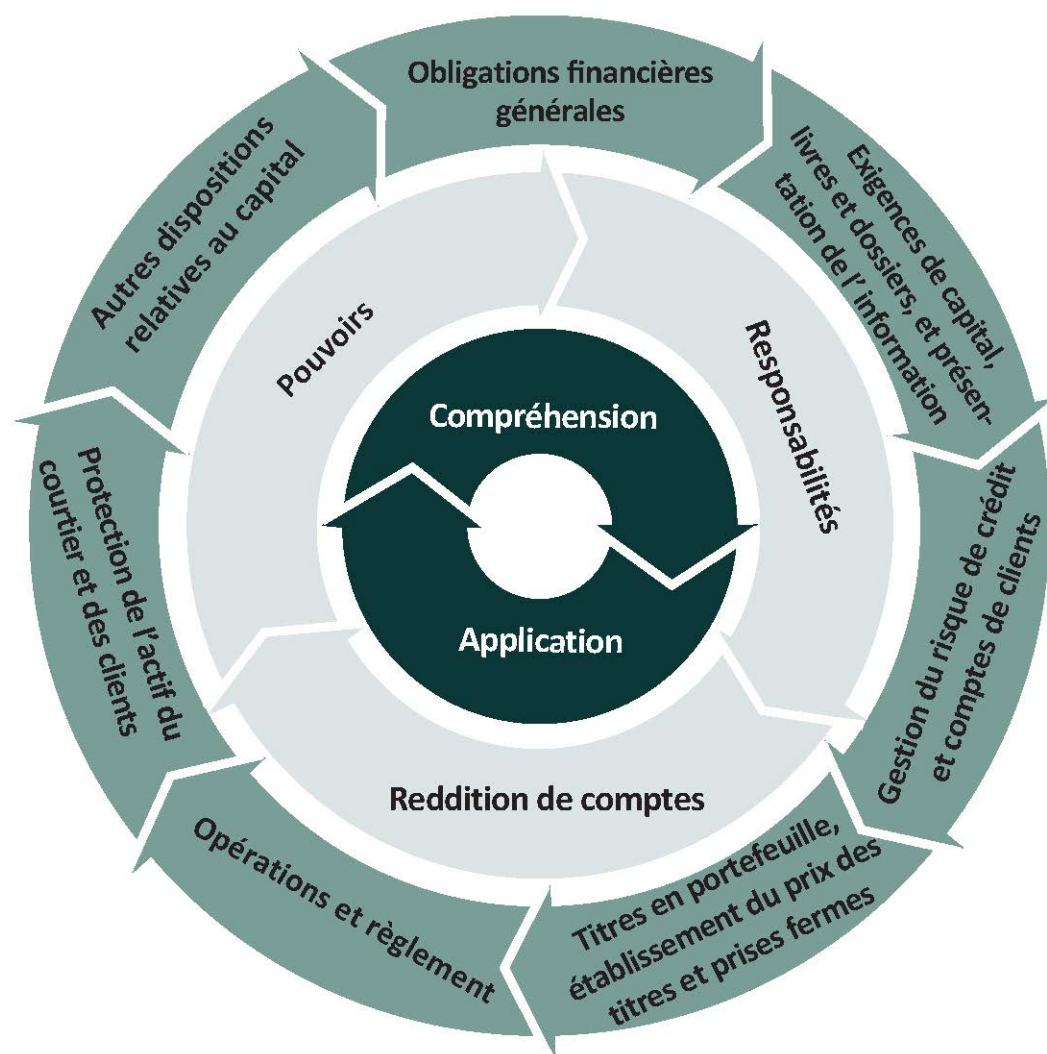 Obligations financières
générales
Exigences de capital,
livres et dossiers, et présen-
tation de l' information
Gestion du risque de crédit
et comptes de clients
Titres en portefeuille,
établissement du prix des
titres et prises fermes
Opérations et règlement
Protection de l'actif du
courtier et des clients
Autres dispositions
relatives au capital
Pouvoirs
Responsabilités
Reddition de comptes
Compréhension
Application